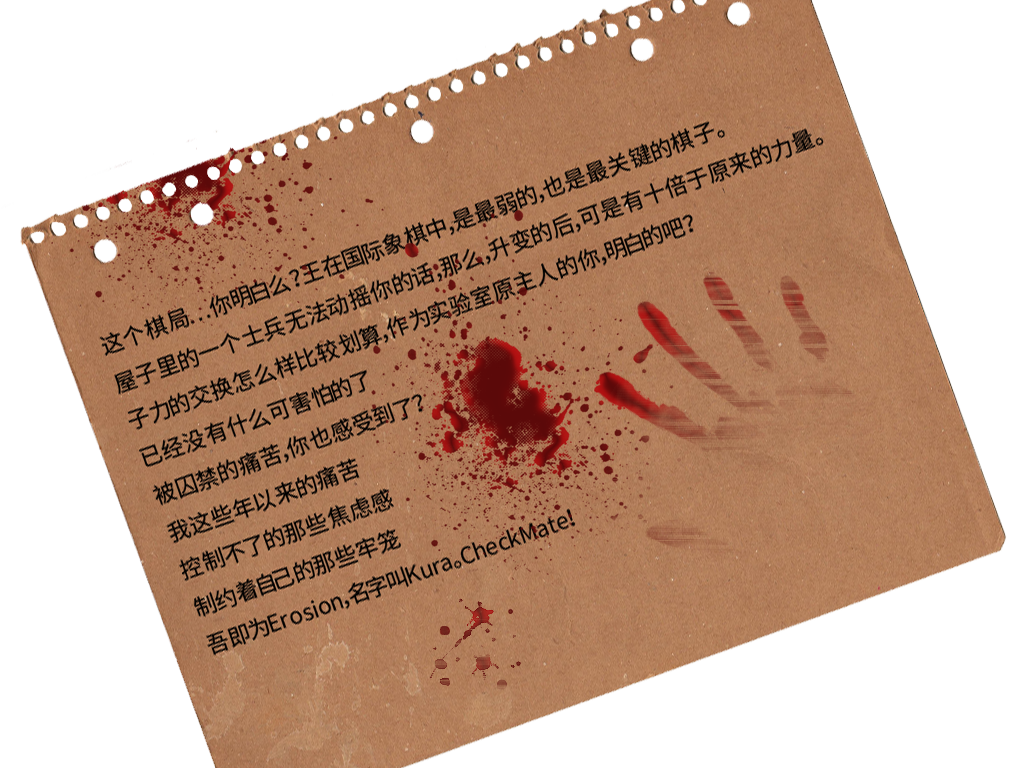 这个棋局...你明白么?王在国际象棋中,是最弱的,也是最关键的棋子。
屋子里的一个士兵无法动摇你的话,那么,升变的后,可是有十倍于原来的力量。
子力的交换怎么样比较划算,作为实验室原主人的你,明白的吧?
已经没有什么可害怕的了
被囚禁的痛苦,你也感受到了?
我这些年以来的痛苦
控制不了的那些焦虑感
制约着自己的那些牢笼
吾即为Erosion,名字叫Kura。CheckMate!